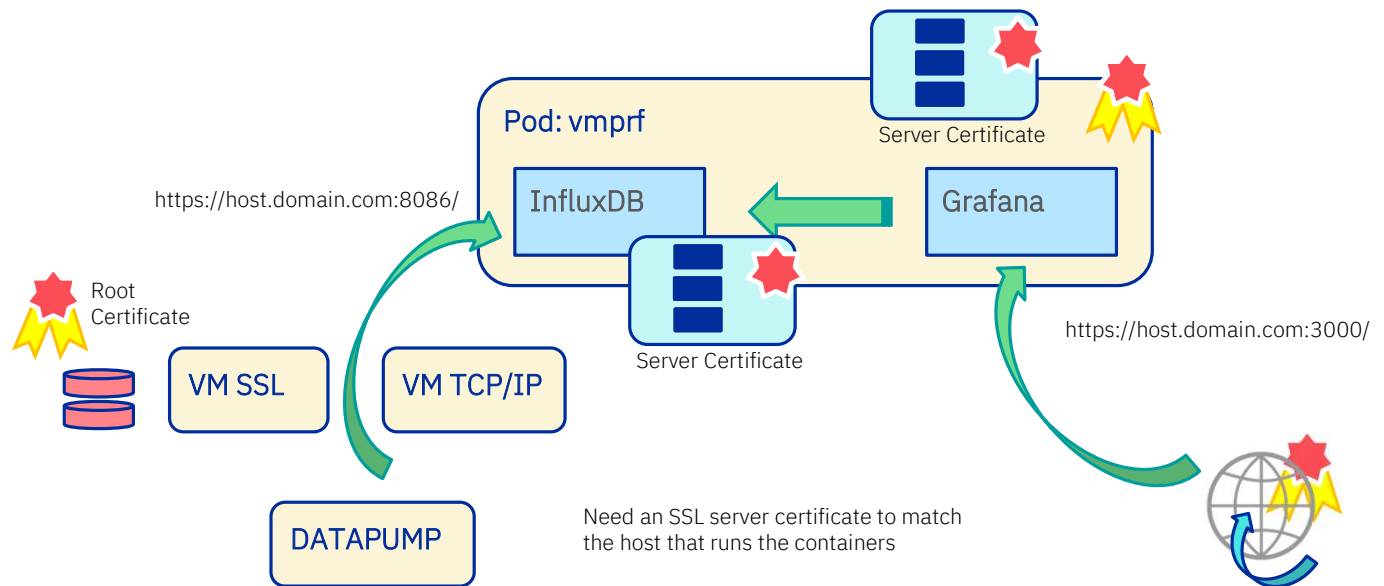 Pod: vmprf
Server Certificate
https://host.domain.com:8086/
InfluxDB
Grafana
Root
Certificate
https://host.domain.com:3000/
Server Certificate
VM SSL
VM TCP/IP
DATAPUMP
Need an SSL server certificate to match
the host that runs the containers